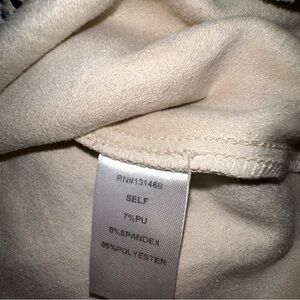 RN#131468
SELF
7%PU
8%SPANDEX
85%POLYESTER